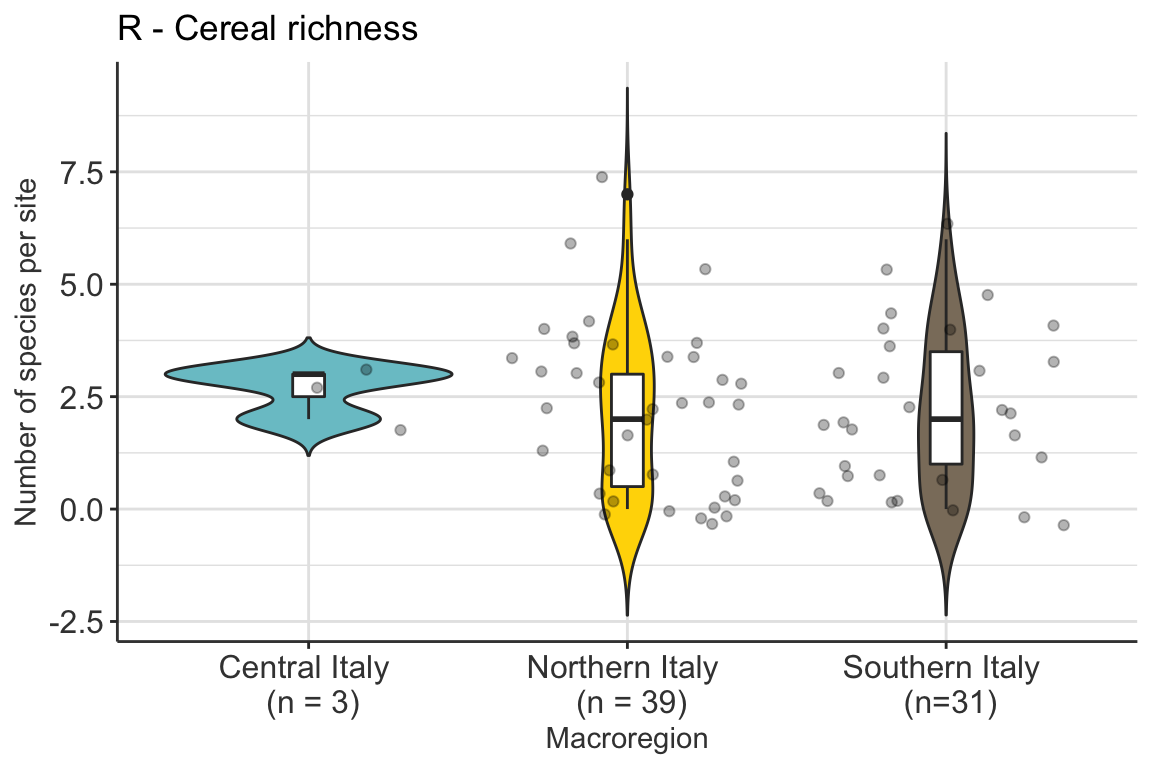 R - Cereal richness
Number of species per site
7.5
5.0
2.5
0.0
-2.5
Central Italy
(n = 3)
Northern Italy
(n = 39)
Southern Italy
(n=31)
Macroregion